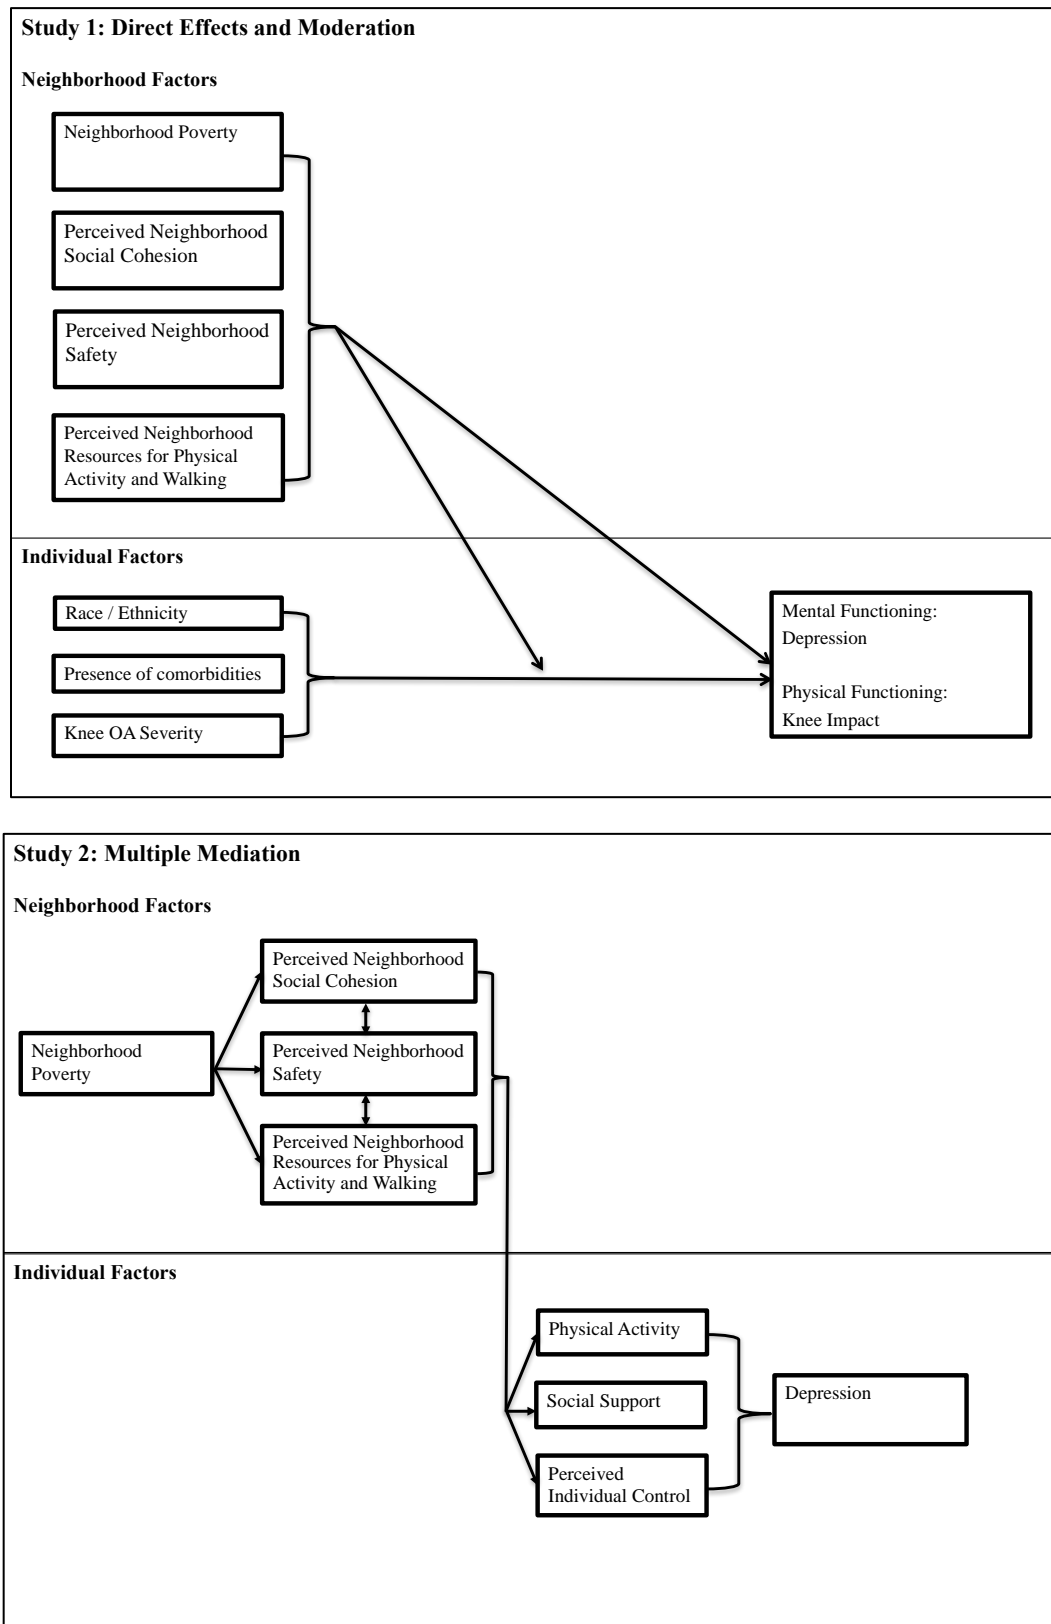 Study 1: Direct Effects and Moderation
Neighborhood Factors
Neighborhood Poverty
Perceived Neighborhood
Social Cohesion
Perceived Neighborhood
Safety
Perceived Neighborhood
Resources for Physical
Activity and Walking
Individual Factors
Race / Ethnicity
Presence of comorbidities
Knee OA Severity
Mental Functioning:
Depression
Physical Functioning:
Knee Impact
Study 2: Multiple Mediation
Neighborhood Factors
Neighborhood
Poverty
Perceived Neighborhood
Social Cohesion
Perceived Neighborhood
Safety
Perceived Neighborhood
Resources for Physical
Activity and Walking
Individual Factors
Physical Activity
Social Support
Perceived
Individual Control
Depression